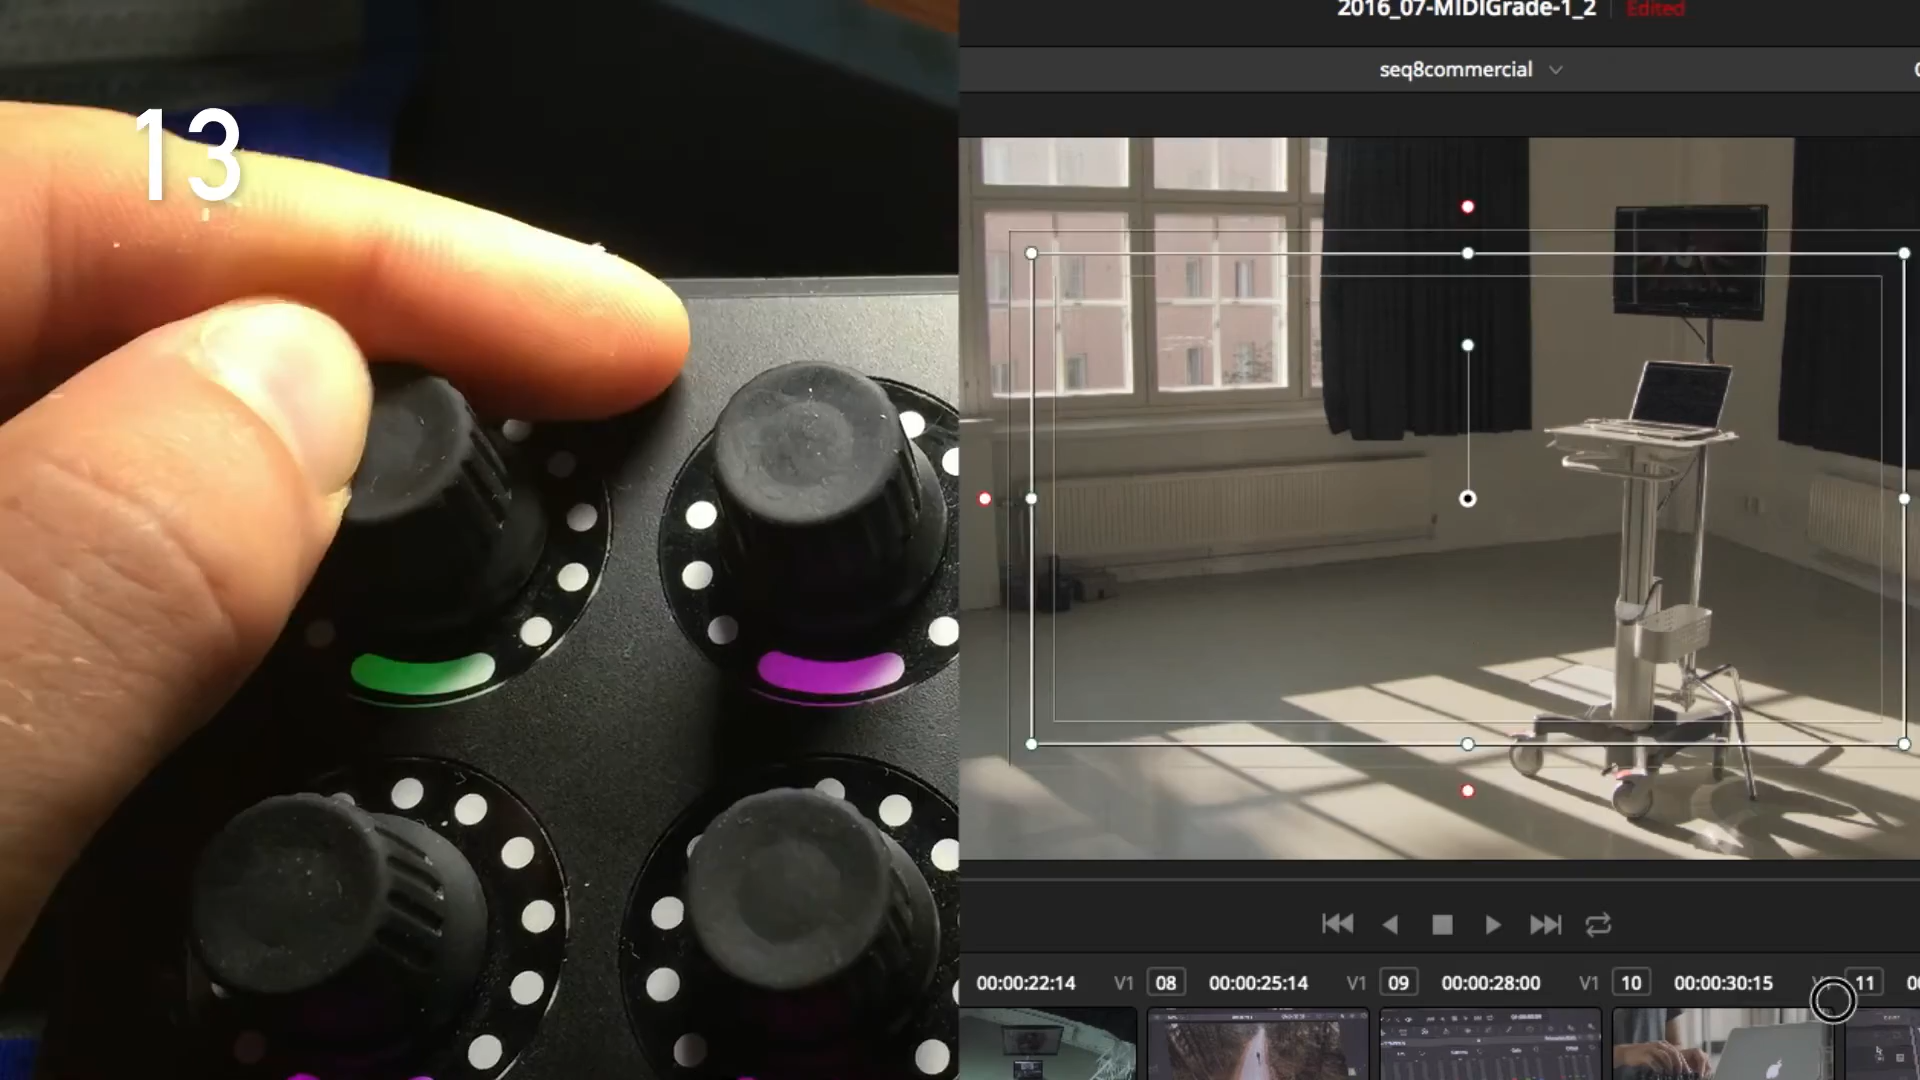 13
2016_07-MIDIGrade-1_2 Edited
seq8commercial
00:00:22:14 V1 08 00:00:25:14 V1 09 00:00:28:00 V1 10 00:00:30:15 11